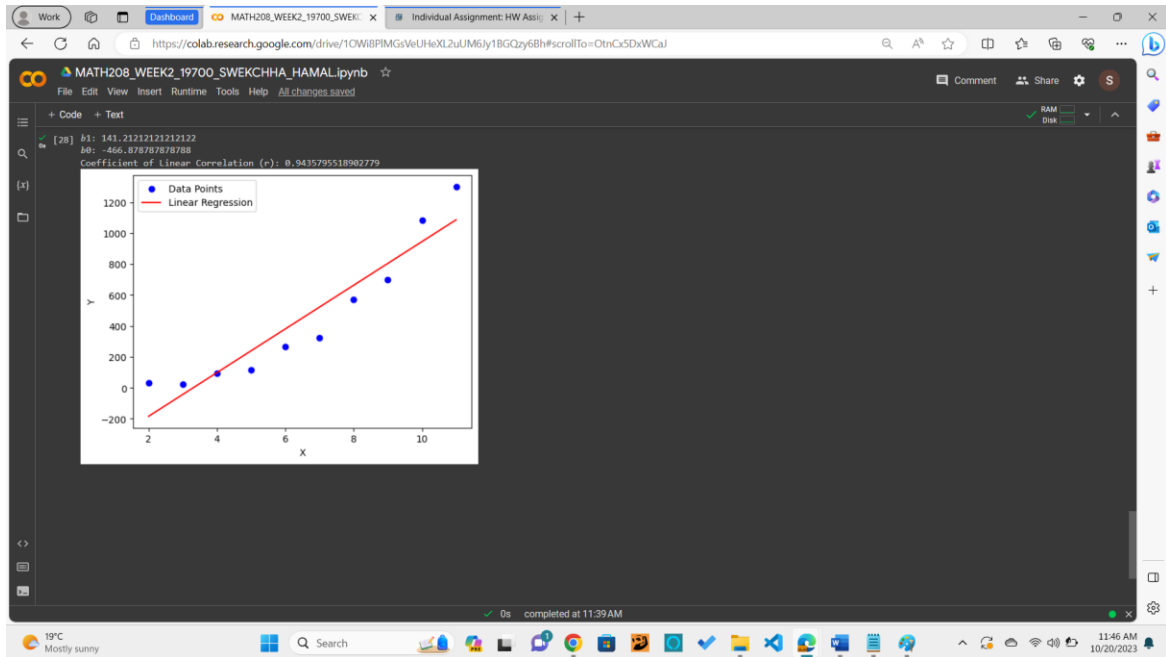 Work
Dashboard
MATH208_WEEK2_19700_SWEKC
Individual Assignment: HW Assig
https://colab.research.google.com/drive/1OWi8PlMGsVeUHeXL2uUM6Jy1BGQzy6Bh#scrollTo=OtnCx5DxWCaJ
MATH208_WEEK2_19700_SWEKCHHA_HAMAL.ipynb
Comment
Share
S
File Edit View Insert Runtime Tools Help All changes saved
+ Code + Text
RAM
Disk
[28] b1: 141.21212121212122
0s
b0: -466.878787878788
Coefficient of Linear Correlation (r): 0.9435795518902779
Data Points
Linear Regression
1200
1000
800
600
400
200
0
−200
Y
2 4 6 8 10
X
0s completed at 11:39 AM
19°C
Mostly sunny
Search
11:46 AM
10/20/2023